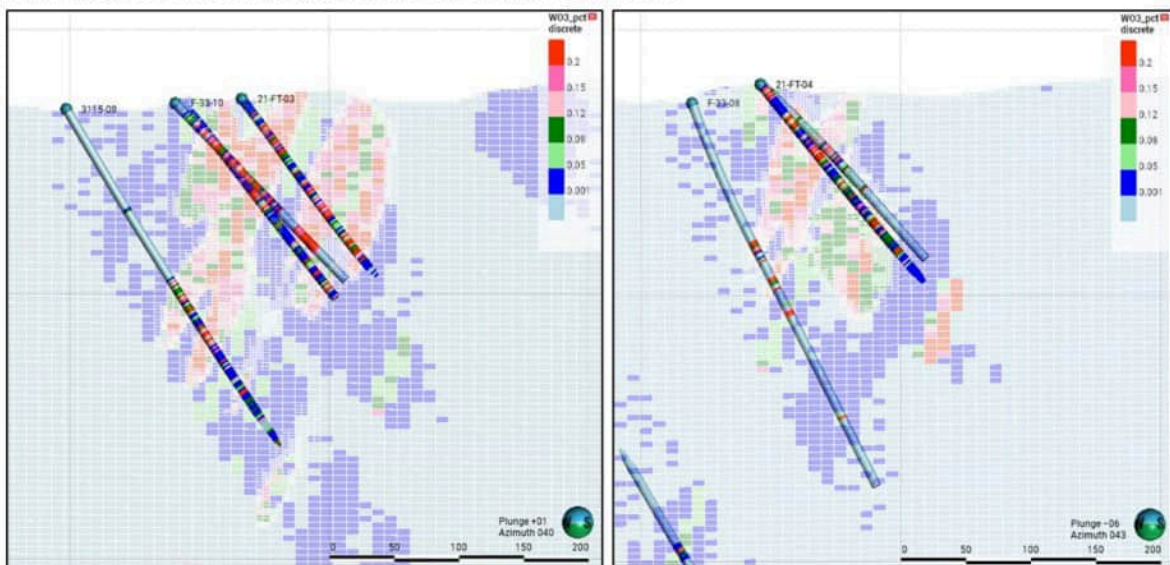 WO3_pct
discrete
0.2
0.15
0.12
0.08
0.05
0.001
3115-09
F-33-10
21-FT-03
Plunge +01
Azimuth 040
0 50 100 150 200
WO3_pct
discrete
0.2
0.15
0.12
0.08
0.05
0.001
21-FT-04
F-33-08
Plunge -06
Azimuth 043
0 50 100 150 200